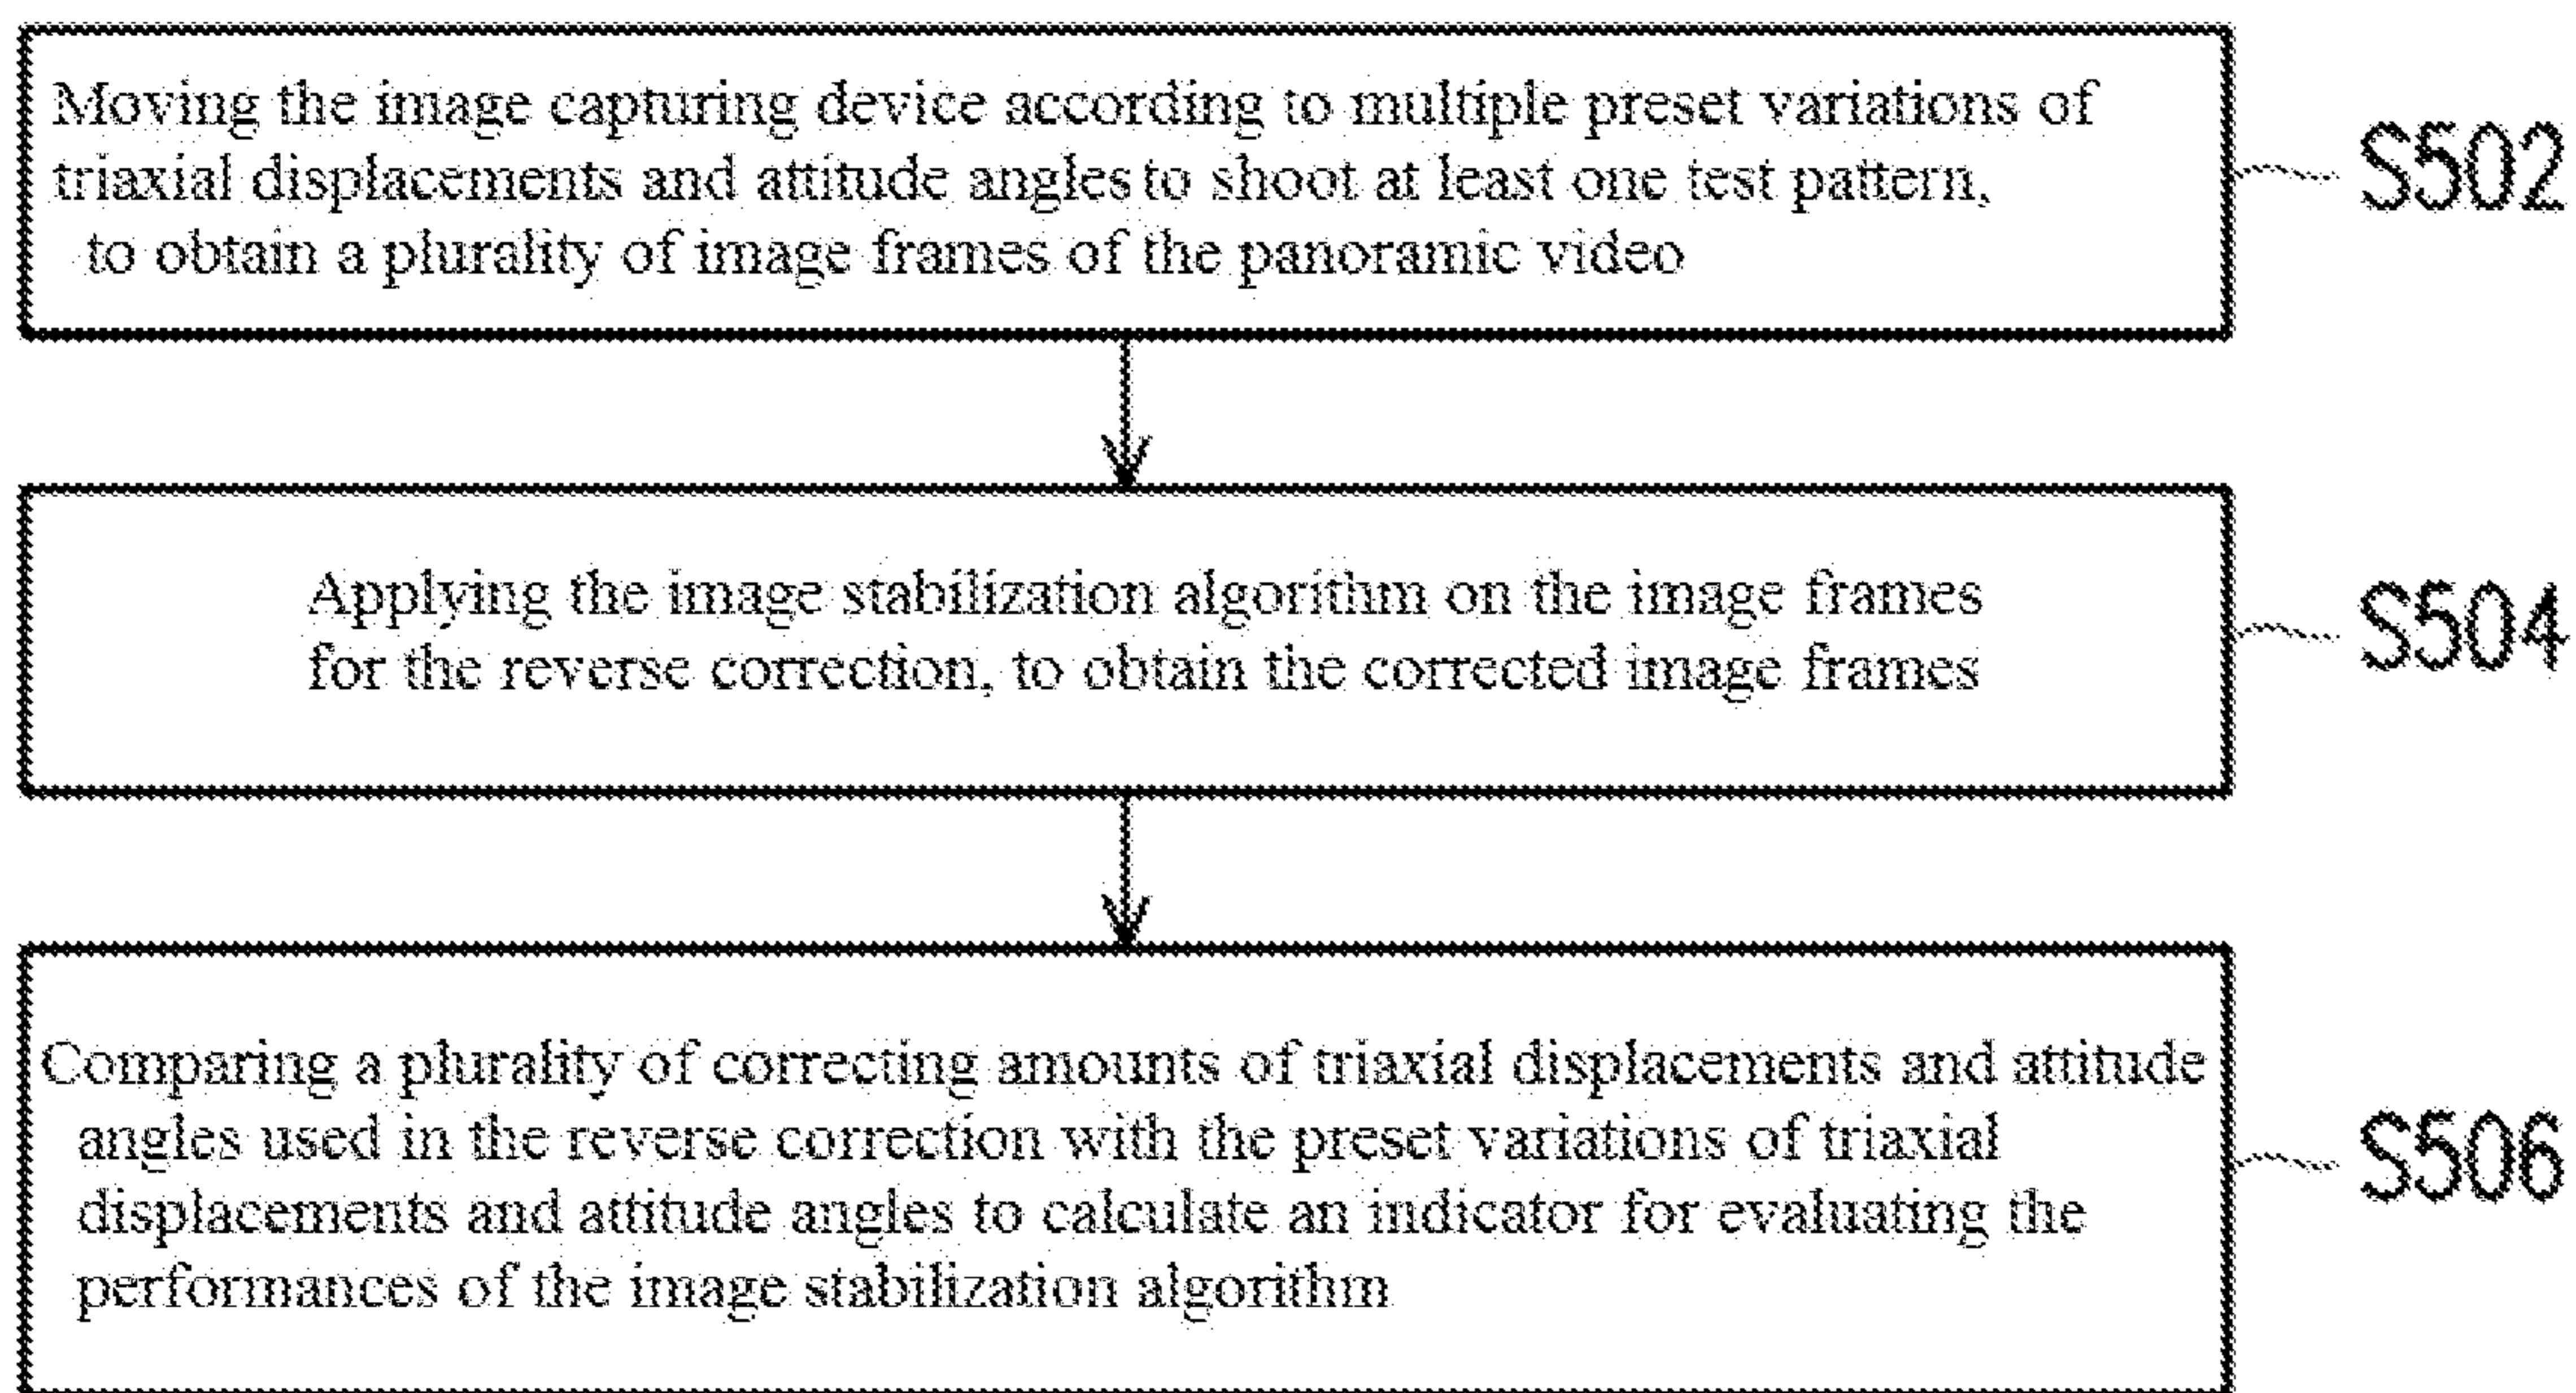 Moving the image capturing device according to multiple preset variations of
triaxial displacements and attitude angles to shoot at least one test pattern,
to obtain a plurality of image frames of the panoramic video
S502
Applying the image stabilization algorithm on the image frames
for the reverse correction, to obtain the corrected image frames
S504
Comparing a plurality of correcting amounts of triaxial displacements and attitude
angles used in the reverse correction with the preset variations of triaxial
displacements and attitude angles to calculate an indicator for evaluating the
performances of the image stabilization algorithm
S506